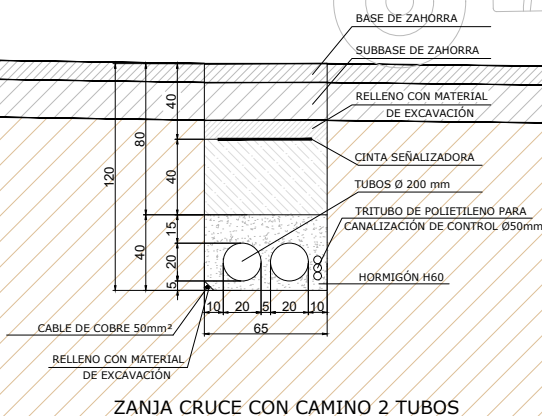 BASE DE ZAHORRA
SUBBASE DE ZAHORRA
RELLENO CON MATERIAL
DE EXCAVACIÓN
CINTA SEÑALIZADORA
TUBOS Ø 200 mm
TRITUBO DE POLIETILENO PARA
CANALIZACIÓN DE CONTROL Ø50mm
HORMIGÓN H60
120
80
40
40
40
15
20
5
10
20
5
20
10
65
CABLE DE COBRE 50mm²
RELLENO CON MATERIAL
DE EXCAVACIÓN
ZANJA CRUCE CON CAMINO 2 TUBOS